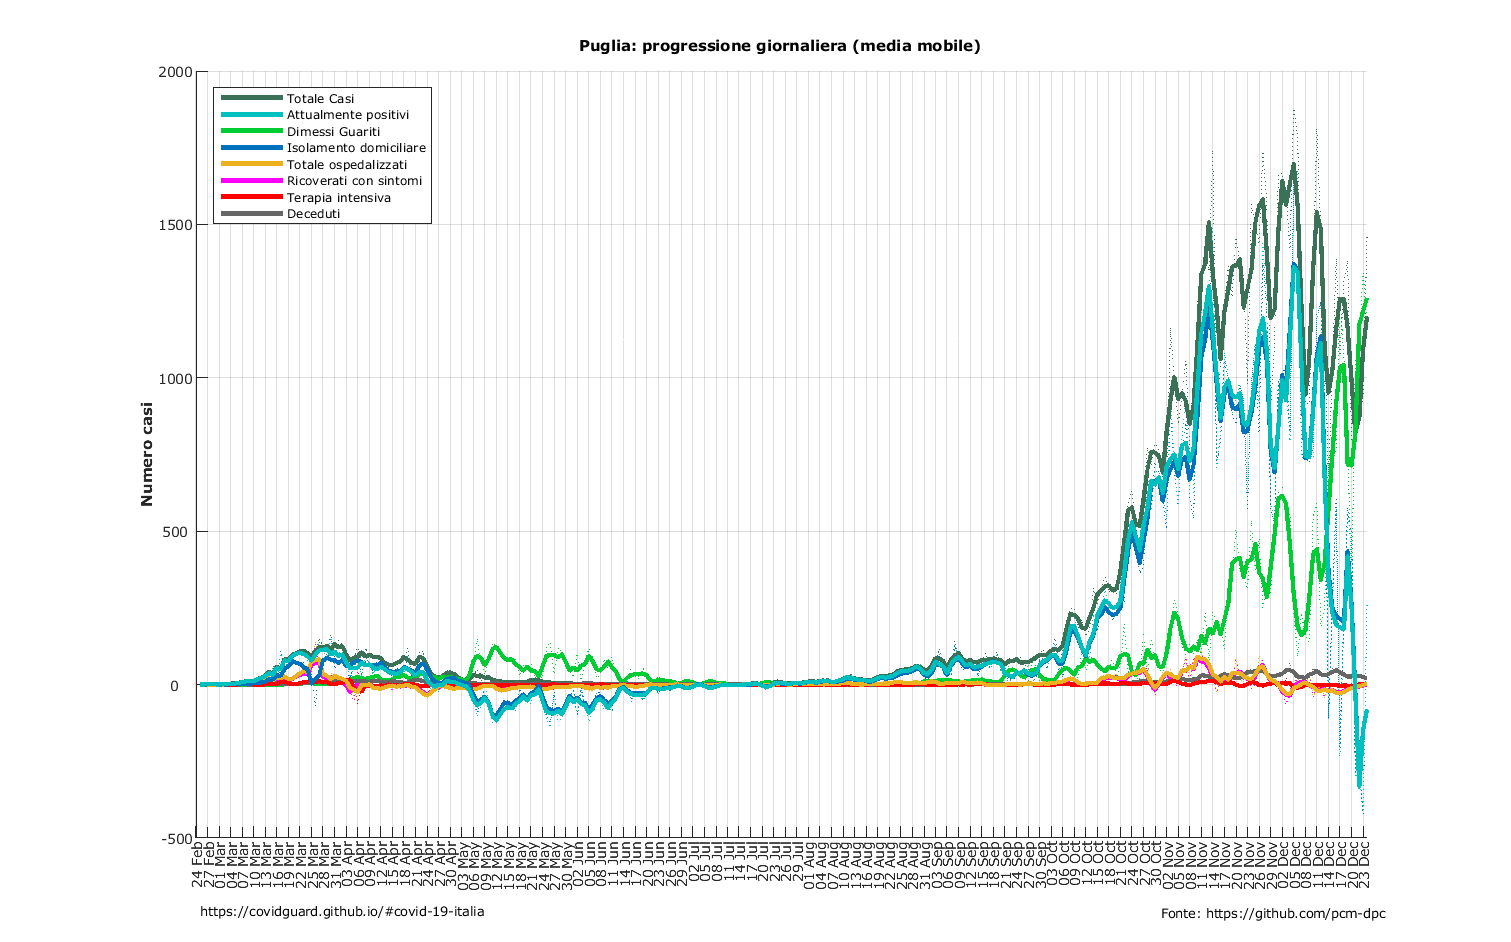 Puglia: progressione giornaliera (media mobile)
2000
1500
1000
500
0
-500
Numero casi
Totale Casi
Attualmente positivi
Dimessi Guariti
Isolamento domiciliare
Totale ospedalizzati
Ricoverati con sintomi
Terapia intensiva
Deceduti
24 Feb
27 Feb
01 Mar
04 Mar
07 Mar
10 Mar
13 Mar
16 Mar
19 Mar
22 Mar
25 Mar
28 Mar
31 Mar
03 Apr
06 Apr
09 Apr
12 Apr
15 Apr
18 Apr
21 Apr
24 Apr
27 Apr
30 Apr
03 May
06 May
09 May
12 May
15 May
18 May
21 May
24 May
27 May
30 May
02 Jun
05 Jun
08 Jun
11 Jun
14 Jun
17 Jun
20 Jun
23 Jun
26 Jun
29 Jun
02 Jul
05 Jul
08 Jul
11 Jul
14 Jul
17 Jul
20 Jul
23 Jul
26 Jul
29 Jul
01 Aug
04 Aug
07 Aug
10 Aug
13 Aug
16 Aug
19 Aug
22 Aug
25 Aug
28 Aug
31 Aug
03 Sep
06 Sep
09 Sep
12 Sep
15 Sep
18 Sep
21 Sep
24 Sep
27 Sep
30 Sep
03 Oct
06 Oct
09 Oct
12 Oct
15 Oct
18 Oct
21 Oct
24 Oct
27 Oct
30 Oct
02 Nov
05 Nov
08 Nov
11 Nov
14 Nov
17 Nov
20 Nov
23 Nov
26 Nov
29 Nov
02 Dec
05 Dec
08 Dec
11 Dec
14 Dec
17 Dec
20 Dec
23 Dec
https://covidguard.github.io/#covid-19-italia
Fonte: https://github.com/pcm-dpc